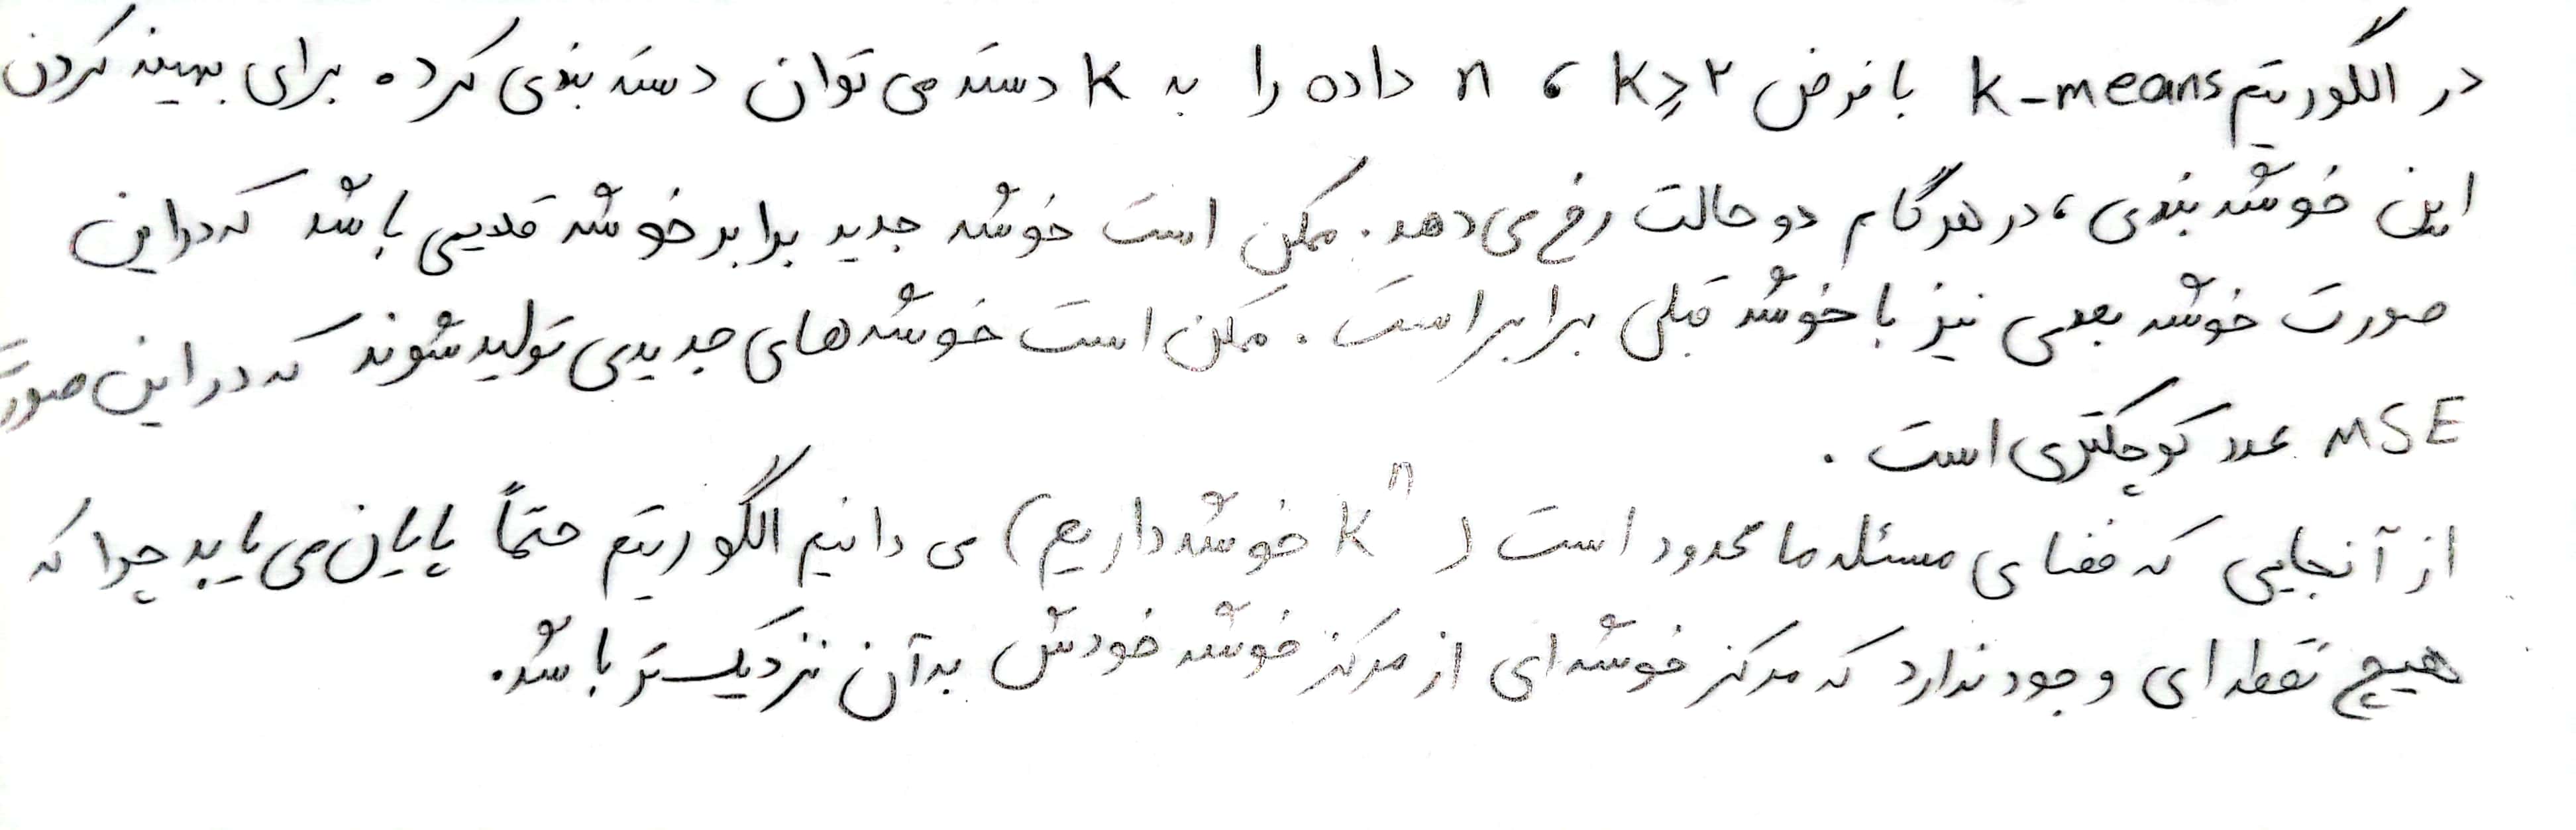 در الگوریتم k-means با فرض k≥۲ ، n داده را به k دسته می توان دسته بندی کرد. برای بهینه کردن
این خوشه بندی، در هر گام دو حالت رخ می دهد. ممکن است خوشه جدید برابر خوشه قدیمی باشد که در این
صورت خوشه بعدی نیز با خوشه قبلی برابر است. ممکن است خوشه های جدیدی تولید شوند که در این صورت
MSE عدد کوچکتری است.
از آنجایی که فضای مسئله ما محدود است (kⁿ خوشه داریم) می دانیم الگوریتم حتماً پایان می یابد چرا که
هیچ نقطه ای وجود ندارد که مرکز خوشه ای از مرکز خوشه خودش به آن نزدیک تر باشد.